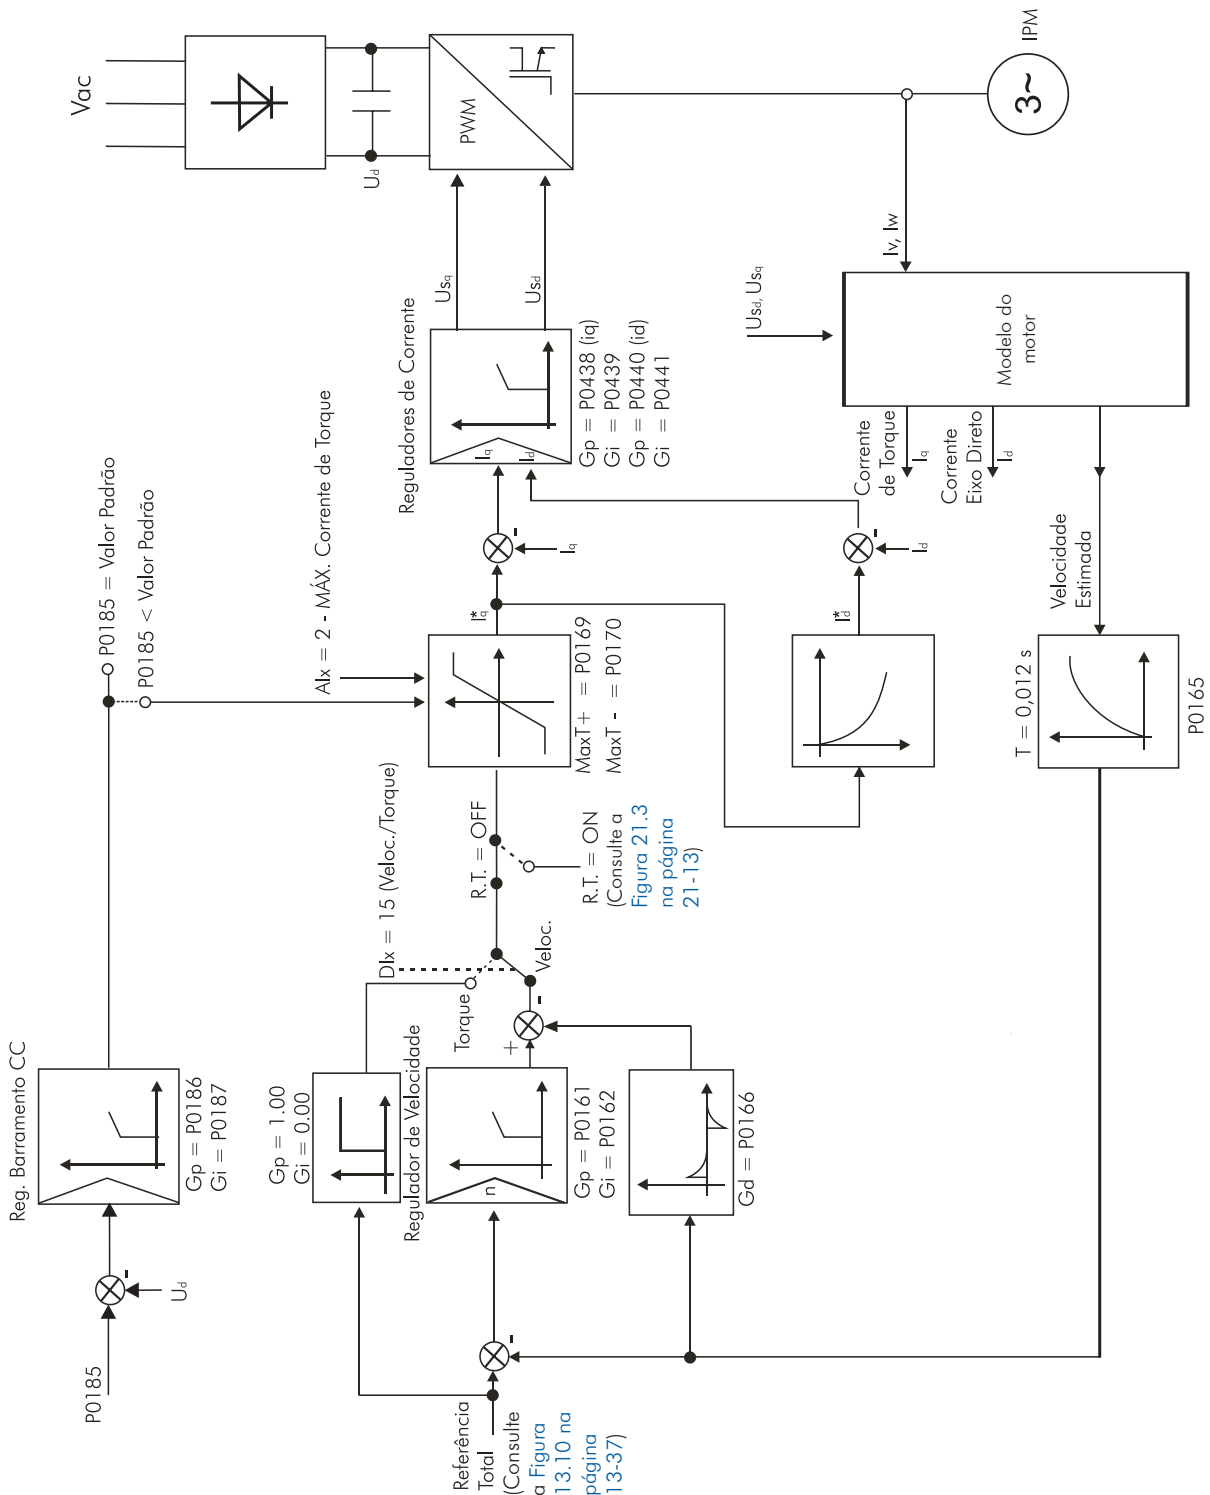 Vac
PWM
Ud
IPM
3~
Usq
Usd
Iv, Iw
Usd, Usq
Modelo do
motor
Corrente
de Torque
Iq
Corrente
Eixo Direto
Id
Velocidade
Estimada
T = 0,012 s
P0165
Reguladores de Corrente
Iq
Id
Gp = P0438 (iq)
Gi = P0439
Gp = P0440 (id)
Gi = P0441
-
Iq
-
Id
I*q
I*d
AIx = 2 - MÁX. Corrente de Torque
MaxT+ = P0169
MaxT - = P0170
P0185 = Valor Padrão
P0185 < Valor Padrão
DIx = 15 (Veloc./Torque)
R.T. = OFF
R.T. = ON
(Consulte a
Figura 21.3
na página
21-13)
Veloc.
Torque
+
-
Reg. Barramento CC
Gp = P0186
Gi = P0187
-
Ud
P0185
Gp = 1.00
Gi = 0.00
Regulador de Velocidade
n
Gp = P0161
Gi = P0162
Gd = P0166
-
Referência
Total
(Consulte
a Figura
13.10 na
página
13-37)